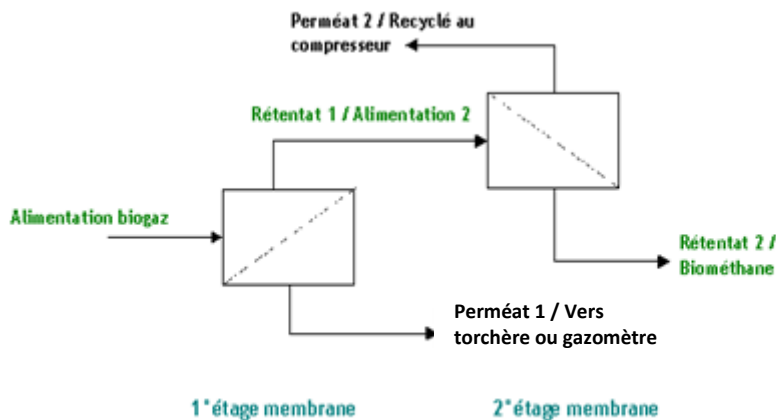 Perméat 2 / Recyclé au
compresseur
Rétentat 1 / Alimentation 2
Alimentation biogaz
Rétentat 2 /
Biométhane
Perméat 1 / Vers
torchère ou gazomètre
1°étage membrane
2°étage membrane